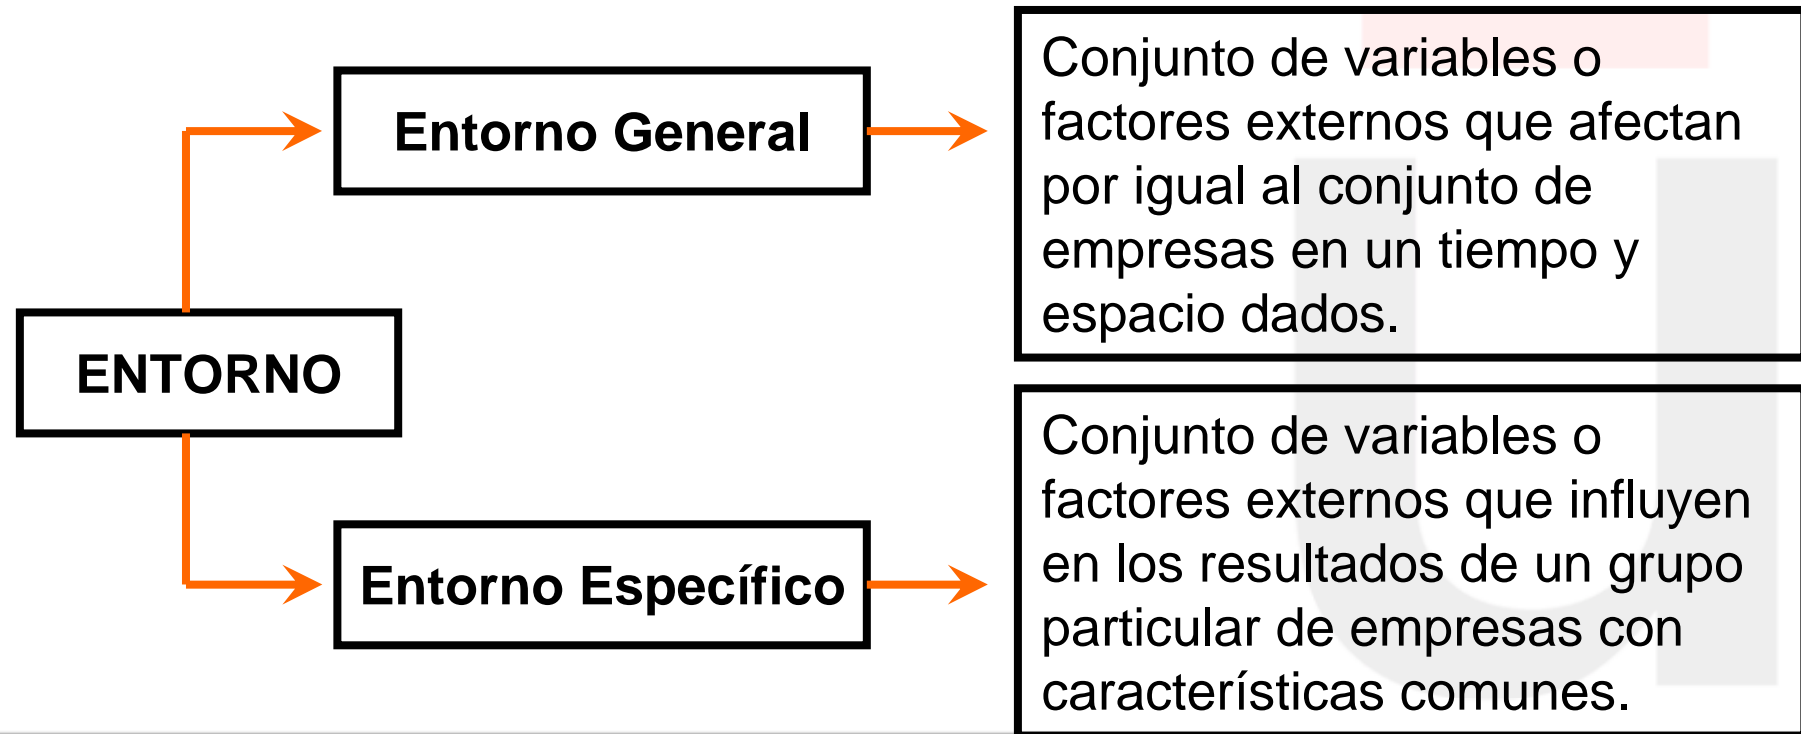 Entorno General
Conjunto de variables o
factores externos que afectan
por igual al conjunto de
empresas en un tiempo y
espacio dados.
ENTORNO
Entorno Específico
Conjunto de variables o
factores externos que influyen
en los resultados de un grupo
particular de empresas con
características comunes.